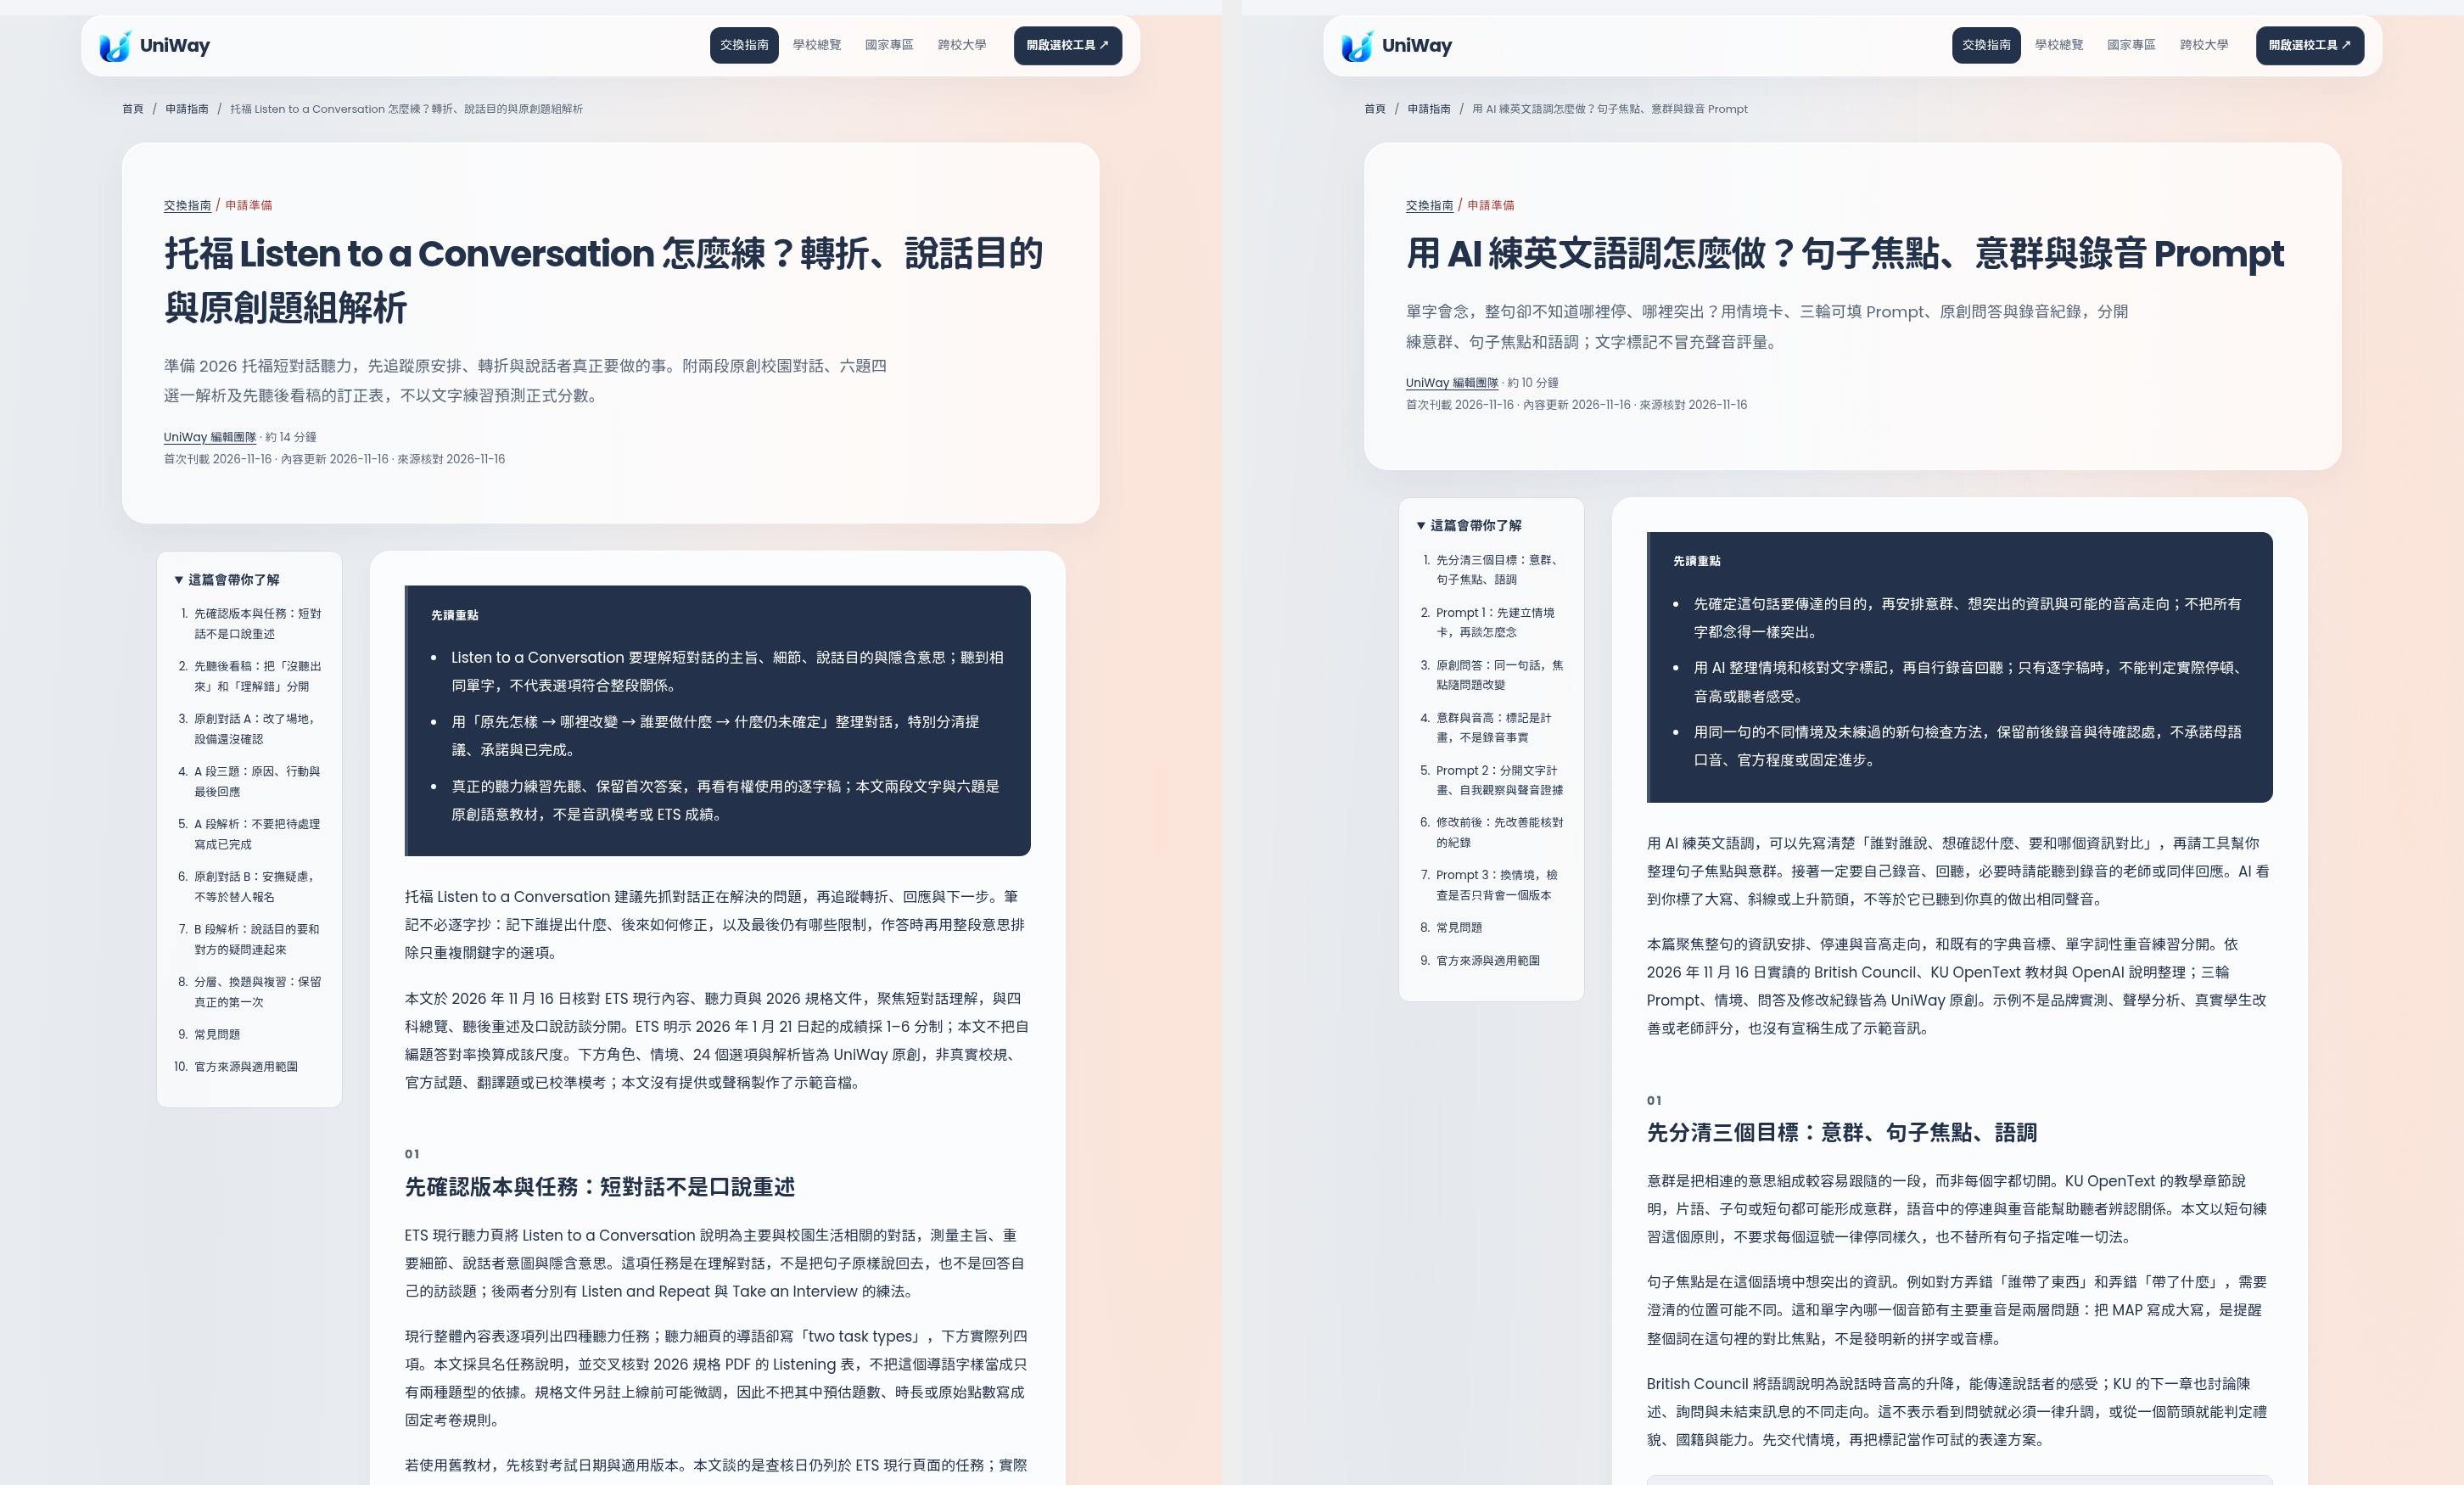 UniWay
交換指南
學校總覽
國家專區
跨校大學
開啟選校工具 ↗
首頁 / 申請指南 / 托福 Listen to a Conversation 怎麼練？轉折、說話目的與原創題組解析
交換指南 / 申請準備
托福 Listen to a Conversation 怎麼練？轉折、說話目的
與原創題組解析
準備 2026 托福短對話聽力，先追蹤原安排、轉折與說話者真正要做的事。附兩段原創校園對話、六題四
選一解析及先聽後看稿的訂正表，不以文字練習預測正式分數。
UniWay 編輯團隊 · 約 14 分鐘
首次刊載 2026-11-16 · 內容更新 2026-11-16 · 來源核對 2026-11-16
▼ 這篇會帶你了解
1. 先確認版本與任務：短對
話不是口說重述
2. 先聽後看稿：把「沒聽出
來」和「理解錯」分開
3. 原創對話 A：改了場地，
設備還沒確認
4. A 段三題：原因、行動與
最後回應
5. A 段解析：不要把待處理
寫成已完成
6. 原創對話 B：安撫疑慮，
不等於替人報名
7. B 段解析：說話目的要和
對方的疑問連起來
8. 分層、換題與複習：保留
真正的第一次
9. 常見問題
10. 官方來源與適用範圍
先讀重點
• Listen to a Conversation 要理解短對話的主旨、細節、說話目的與隱含意思；聽到相
同單字，不代表選項符合整段關係。
• 用「原先怎樣 → 哪裡改變 → 誰要做什麼 → 什麼仍未確定」整理對話，特別分清提
議、承諾與已完成。
• 真正的聽力練習先聽、保留首次答案，再看有權使用的逐字稿；本文兩段文字與六題是
原創語意教材，不是音訊模考或 ETS 成績。
托福 Listen to a Conversation 建議先抓對話正在解決的問題，再追蹤轉折、回應與下一步。筆
記不必逐字抄：記下誰提出什麼、後來如何修正，以及最後仍有哪些限制，作答時再用整段意思排
除只重複關鍵字的選項。
本文於 2026 年 11 月 16 日核對 ETS 現行內容、聽力頁與 2026 規格文件，聚焦短對話理解，與四
科總覽、聽後重述及口說訪談分開。ETS 明示 2026 年 1 月 21 日起的成績採 1–6 分制；本文不把自
編題答對率換算成該尺度。下方角色、情境、24 個選項與解析皆為 UniWay 原創，非真實校規、
官方試題、翻譯題或已校準模考；本文沒有提供或聲稱製作了示範音檔。
01
先確認版本與任務：短對話不是口說重述
ETS 現行聽力頁將 Listen to a Conversation 說明為主要與校園生活相關的對話，測量主旨、重
要細節、說話者意圖與隱含意思。這項任務是在理解對話，不是把句子原樣說回去，也不是回答自
己的訪談題；後兩者分別有 Listen and Repeat 與 Take an Interview 的練法。
現行整體內容表逐項列出四種聽力任務；聽力細頁的導語卻寫「two task types」，下方實際列四
項。本文採具名任務說明，並交叉核對 2026 規格 PDF 的 Listening 表，不把這個導語字樣當成只
有兩種題型的依據。規格文件另註上線前可能微調，因此不把其中預估題數、時長或原始點數寫成
固定考卷規則。
若使用舊教材，先核對考試日期與適用版本。本文談的是查核日仍列於 ETS 現行頁面的任務；實際
UniWay
交換指南
學校總覽
國家專區
跨校大學
開啟選校工具 ↗
首頁 / 申請指南 / 用 AI 練英文語調怎麼做？句子焦點、意群與錄音 Prompt
交換指南 / 申請準備
用 AI 練英文語調怎麼做？句子焦點、意群與錄音 Prompt
單字會念，整句卻不知道哪裡停、哪裡突出？用情境卡、三輪可填 Prompt、原創問答與錄音紀錄，分開
練意群、句子焦點和語調；文字標記不冒充聲音評量。
UniWay 編輯團隊 · 約 10 分鐘
首次刊載 2026-11-16 · 內容更新 2026-11-16 · 來源核對 2026-11-16
▼ 這篇會帶你了解
1. 先分清三個目標：意群、
句子焦點、語調
2. Prompt 1：先建立情境
卡，再談怎麼念
3. 原創問答：同一句話，焦
點隨問題改變
4. 意群與音高：標記是計
畫，不是錄音事實
5. Prompt 2：分開文字計
畫、自我觀察與聲音證據
6. 修改前後：先改善能核對
的紀錄
7. Prompt 3：換情境，檢
查是否只背會一個版本
8. 常見問題
9. 官方來源與適用範圍
先讀重點
• 先確定這句話要傳達的目的，再安排意群、想突出的資訊與可能的音高走向；不把所有
字都念得一樣突出。
• 用 AI 整理情境和核對文字標記，再自行錄音回聽；只有逐字稿時，不能判定實際停頓、
音高或聽者感受。
• 用同一句的不同情境及未練過的新句檢查方法，保留前後錄音與待確認處，不承諾母語
口音、官方程度或固定進步。
用 AI 練英文語調，可以先寫清楚「誰對誰說、想確認什麼、要和哪個資訊對比」，再請工具幫你
整理句子焦點與意群。接著一定要自己錄音、回聽，必要時請能聽到錄音的老師或同伴回應。AI 看
到你標了大寫、斜線或上升箭頭，不等於它已聽到你真的做出相同聲音。
本篇聚焦整句的資訊安排、停連與音高走向，和既有的字典音標、單字詞性重音練習分開。依
2026 年 11 月 16 日實讀的 British Council、KU OpenText 教材與 OpenAI 說明整理；三輪
Prompt、情境、問答及修改紀錄皆為 UniWay 原創。示例不是品牌實測、聲學分析、真實學生改
善或老師評分，也沒有宣稱生成了示範音訊。
01
先分清三個目標：意群、句子焦點、語調
意群是把相連的意思組成較容易跟隨的一段，而非每個字都切開。KU OpenText 的教學章節說
明，片語、子句或短句都可能形成意群，語音中的停連與重音能幫助聽者辨認關係。本文以短句練
習這個原則，不要求每個逗號一律停同樣久，也不替所有句子指定唯一切法。
句子焦點是在這個語境中想突出的資訊。例如對方弄錯「誰帶了東西」和弄錯「帶了什麼」，需要
澄清的位置可能不同。這和單字內哪一個音節有主要重音是兩層問題：把 MAP 寫成大寫，是提醒
整個詞在這句裡的對比焦點，不是發明新的拼字或音標。
British Council 將語調說明為說話時音高的升降，能傳達說話者的感受；KU 的下一章也討論陳
述、詢問與未結束訊息的不同走向。這不表示看到問號就必須一律升調，或從一個箭頭就能判定禮
貌、國籍與能力。先交代情境，再把標記當作可試的表達方案。